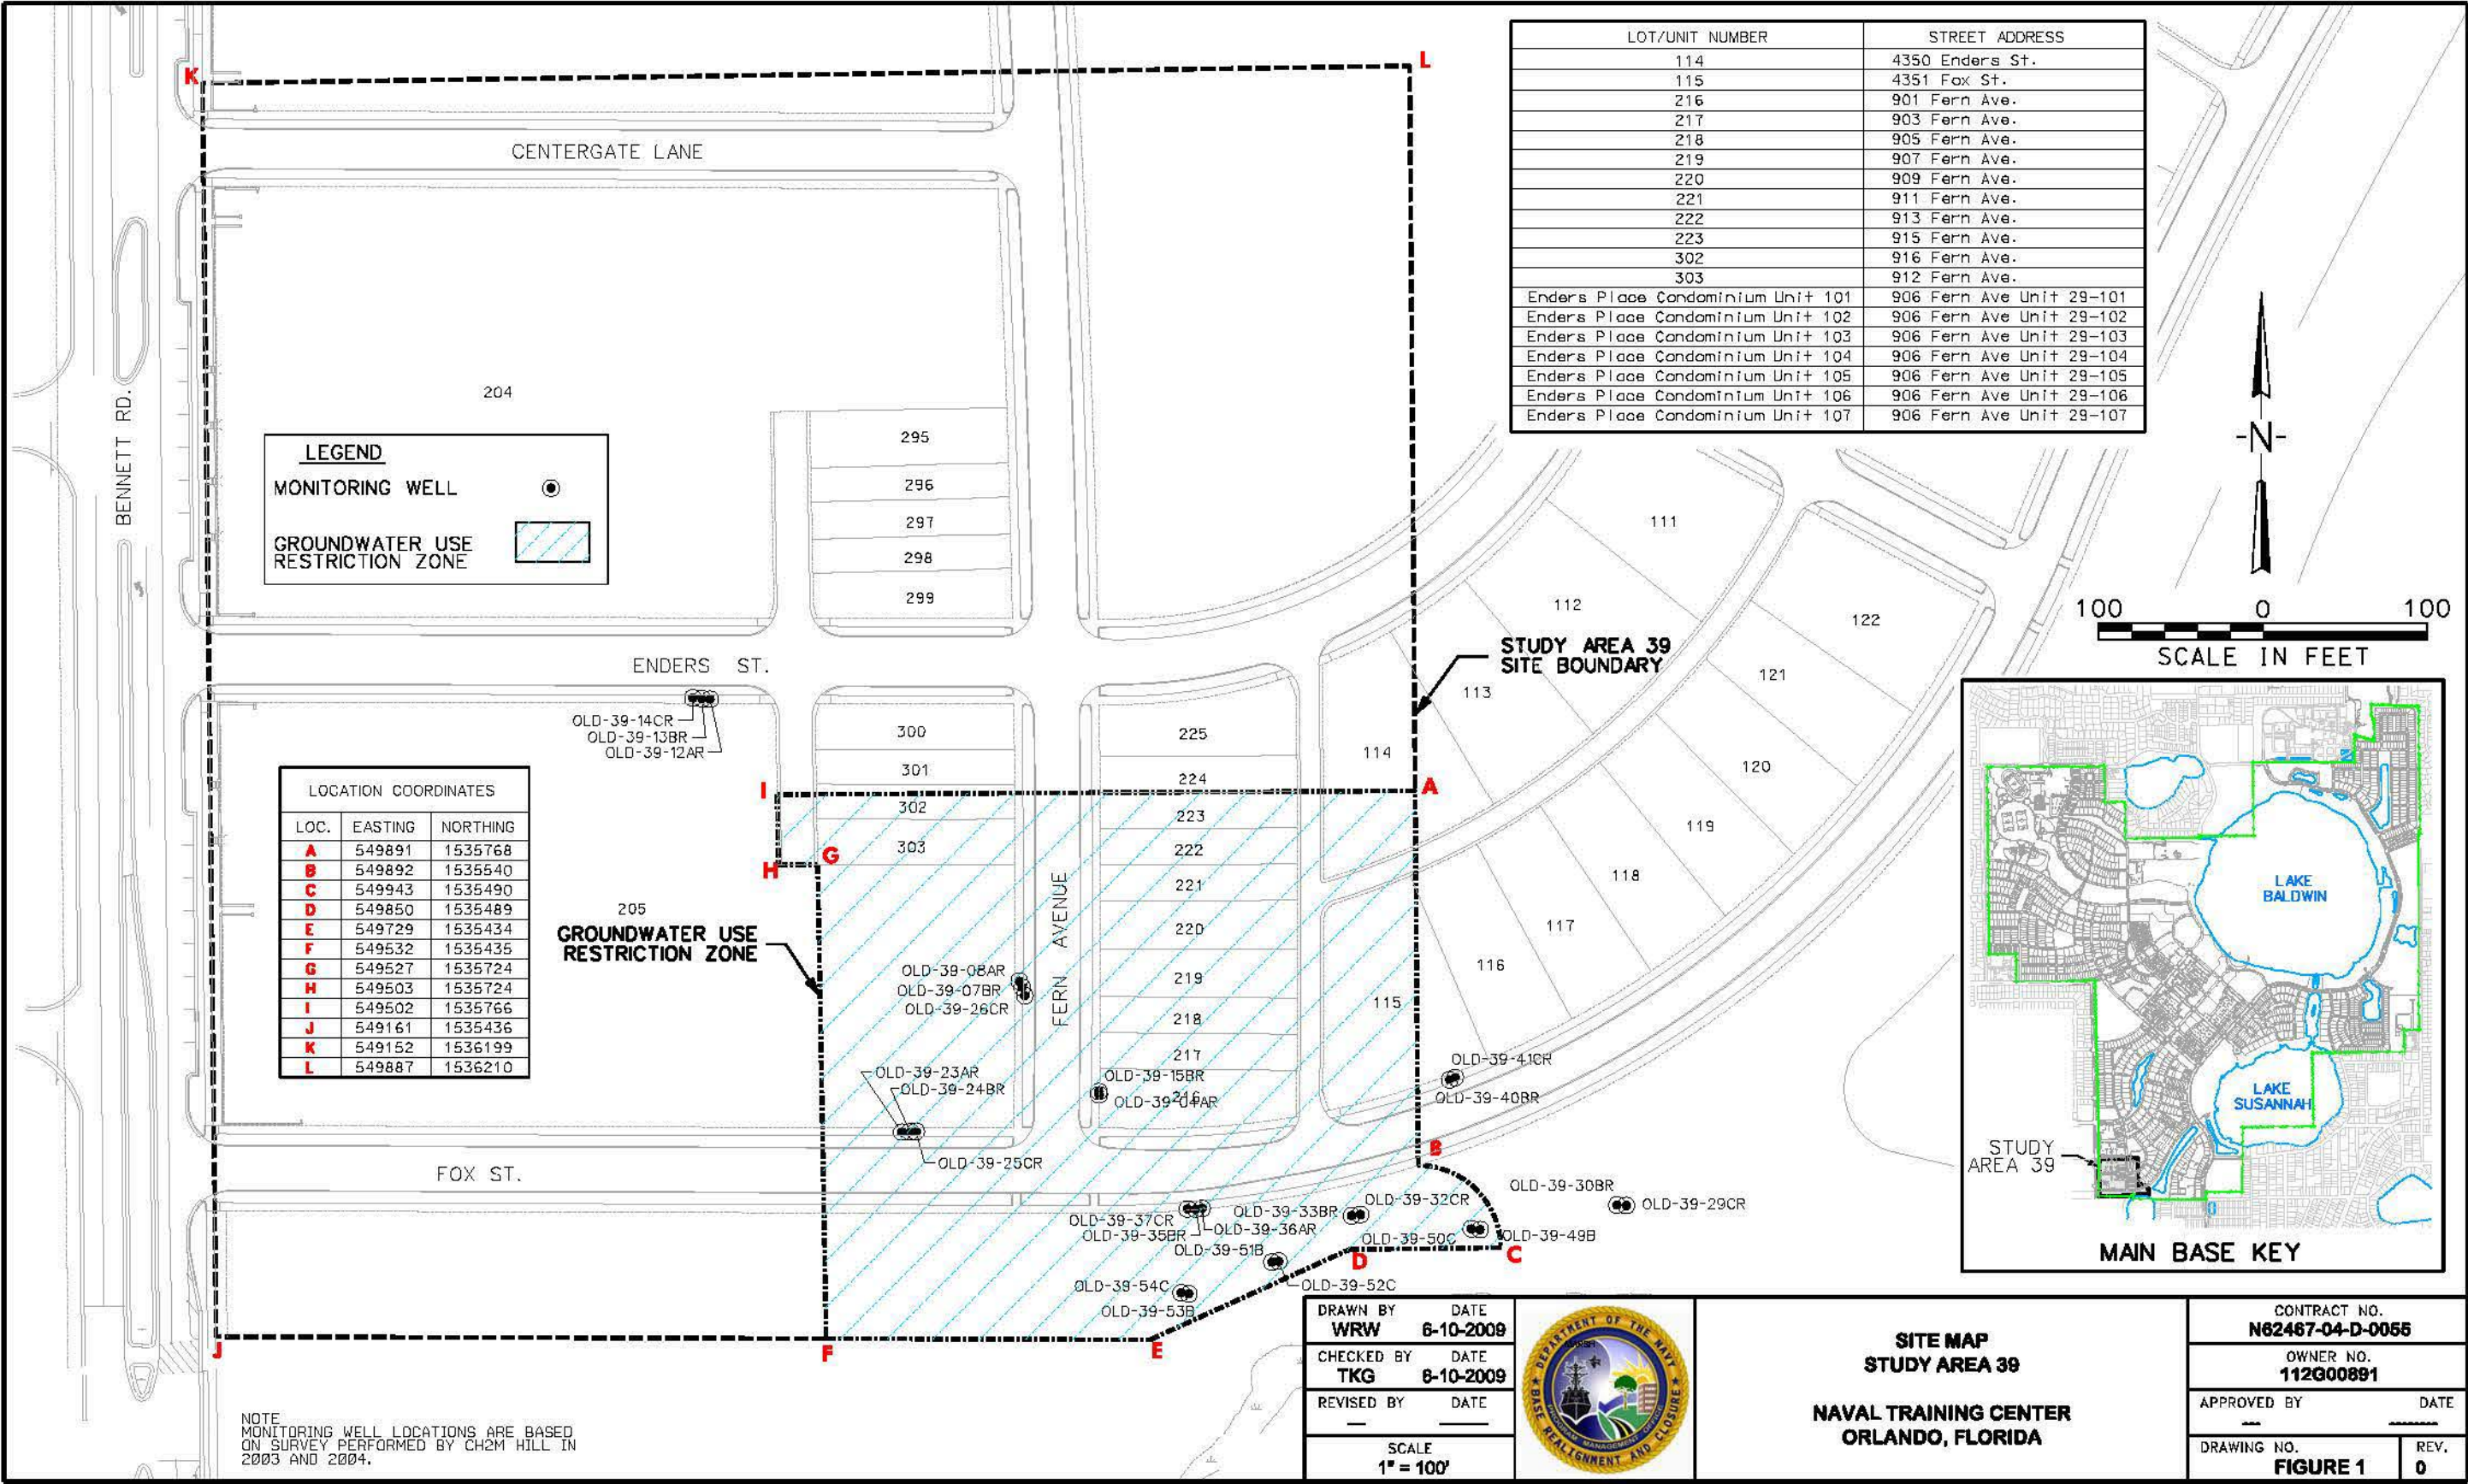 K
L
CENTERGATE LANE
BENNETT RD.
204
LEGEND
MONITORING WELL
GROUNDWATER USE
RESTRICTION ZONE
295
296
297
298
299
ENDERS ST.
OLD-39-14CR
OLD-39-13BR
OLD-39-12AR
300
301
302
303
225
224
223
222
221
220
219
218
217
216
I
H
G
A
LOCATION COORDINATES
LOC. EASTING NORTHING
A 549891 1535768
B 549892 1535540
C 549943 1535490
D 549850 1535489
E 549729 1535434
F 549532 1535435
G 549527 1535724
H 549503 1535724
I 549502 1535766
J 549161 1535436
K 549152 1536199
L 549887 1536210
205
GROUNDWATER USE
RESTRICTION ZONE
FERN AVENUE
OLD-39-08AR
OLD-39-07BR
OLD-39-26CR
OLD-39-23AR
OLD-39-24BR
OLD-39-25CR
OLD-39-15BR
OLD-39-04AR
FOX ST.
111
112
113
114
115
116
117
118
119
120
121
122
STUDY AREA 39
SITE BOUNDARY
OLD-39-41CR
OLD-39-40BR
B
OLD-39-30BR
OLD-39-29CR
OLD-39-32CR
OLD-39-33BR
OLD-39-37CR
OLD-39-35BR
OLD-39-36AR
OLD-39-50C
OLD-39-49B
OLD-39-51B
OLD-39-52C
OLD-39-54C
OLD-39-53B
C
D
E
F
J
LOT/UNIT NUMBER STREET ADDRESS
114 4350 Enders St.
115 4351 Fox St.
216 901 Fern Ave.
217 903 Fern Ave.
218 905 Fern Ave.
219 907 Fern Ave.
220 909 Fern Ave.
221 911 Fern Ave.
222 913 Fern Ave.
223 915 Fern Ave.
302 916 Fern Ave.
303 912 Fern Ave.
Enders Place Condominium Unit 101 906 Fern Ave Unit 29-101
Enders Place Condominium Unit 102 906 Fern Ave Unit 29-102
Enders Place Condominium Unit 103 906 Fern Ave Unit 29-103
Enders Place Condominium Unit 104 906 Fern Ave Unit 29-104
Enders Place Condominium Unit 105 906 Fern Ave Unit 29-105
Enders Place Condominium Unit 106 906 Fern Ave Unit 29-106
Enders Place Condominium Unit 107 906 Fern Ave Unit 29-107
-N-
100 0 100
SCALE IN FEET
LAKE
BALDWIN
LAKE
SUSANNAH
STUDY
AREA 39
MAIN BASE KEY
NOTE
MONITORING WELL LOCATIONS ARE BASED
ON SURVEY PERFORMED BY CH2M HILL IN
2003 AND 2004.
DRAWN BY DATE
WRW 6-10-2009
CHECKED BY DATE
TKG 6-10-2009
REVISED BY DATE
SCALE
1" = 100'
DEPARTMENT OF THE NAVY
BASE REALIGNMENT AND CLOSURE
PROGRAM MANAGEMENT OFFICE
SITE MAP
STUDY AREA 39
NAVAL TRAINING CENTER
ORLANDO, FLORIDA
CONTRACT NO.
N62467-04-D-0055
OWNER NO.
112G00891
APPROVED BY DATE
DRAWING NO.
FIGURE 1
REV.
0